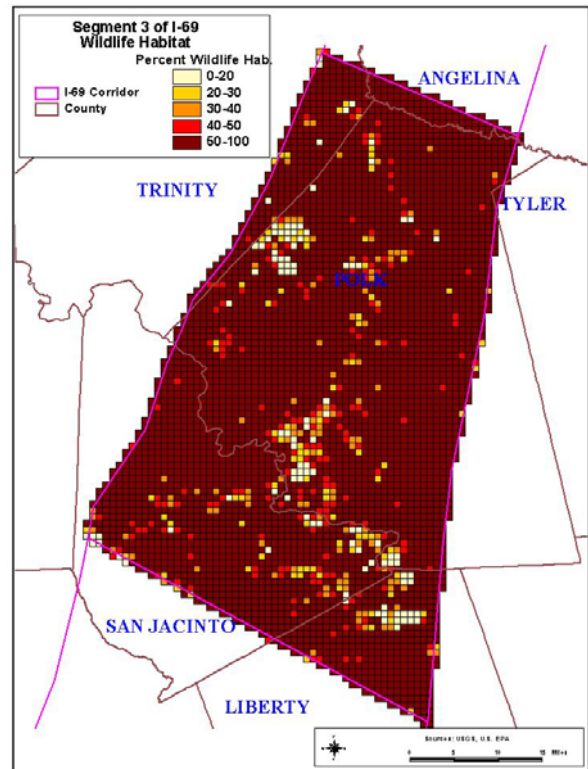 Segment 3 of I-69
Wildlife Habitat
Percent Wildlife Hab.
I-69 Corridor
County
0-20
20-30
30-40
40-50
50-100
ANGELINA
TRINITY
TYLER
POLK
SAN JACINTO
LIBERTY
Sources: USGS, U.S. EPA
0 5 10 15 Miles